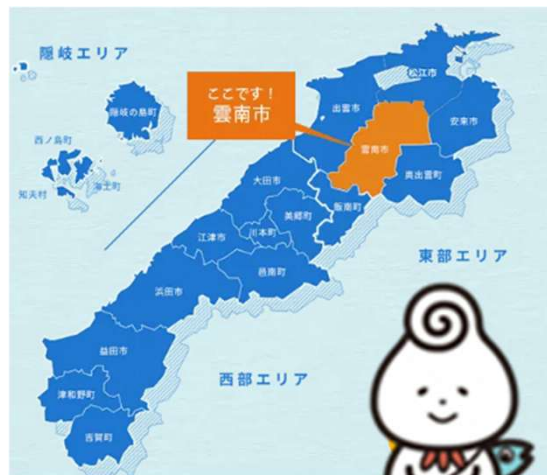 隠岐エリア
ここです！
雲南市
隠岐の島町
西ノ島町
海士町
知夫村
松江市
出雲市
安来市
雲南市
奥出雲町
大田市
飯南町
美郷町
川本町
江津市
邑南町
浜田市
東部エリア
益田市
西部エリア
津和野町
吉賀町